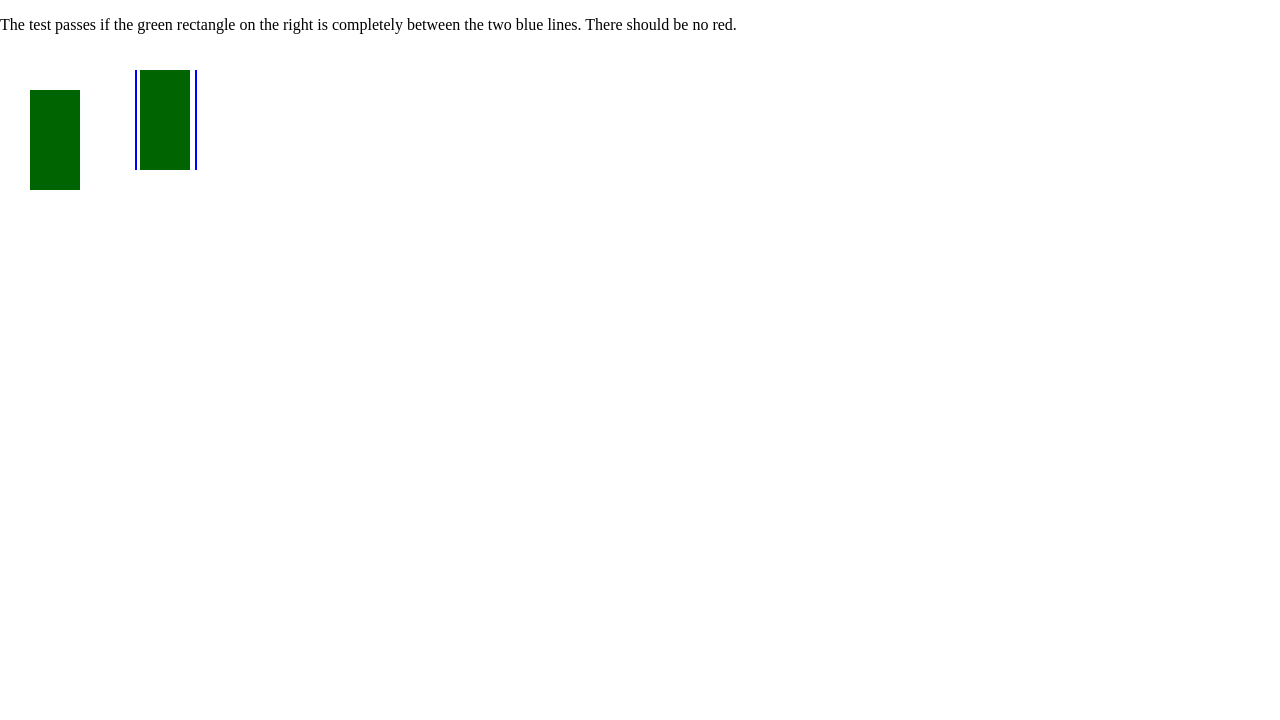 The test passes if the green rectangle on the right is completely between the two blue lines. There should be no red.